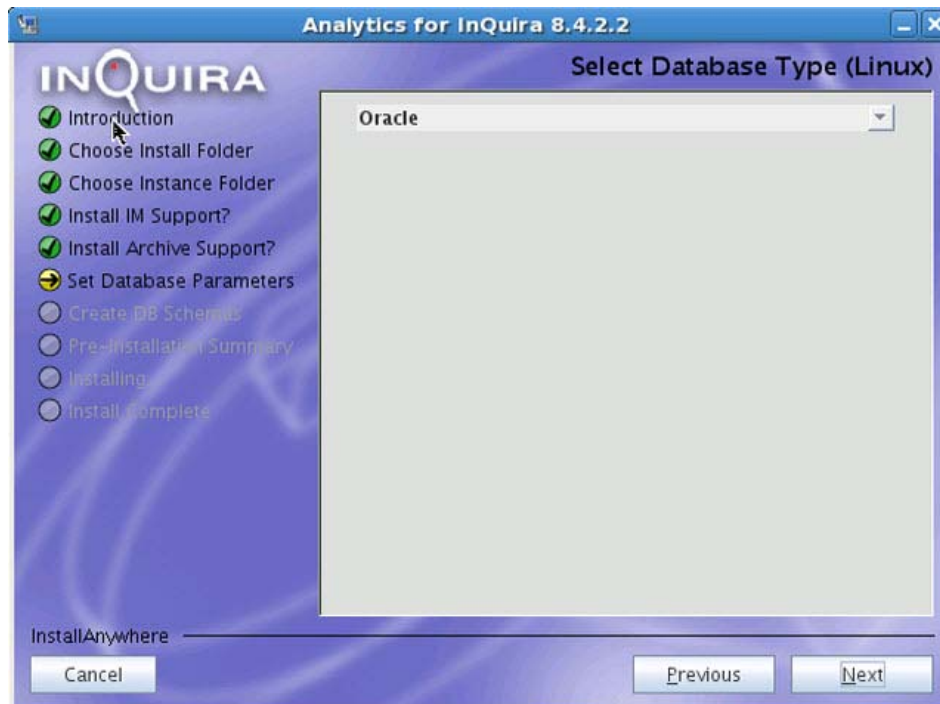 Analytics for InQuira 8.4.2.2
INQUIRA
Select Database Type (Linux)
Introduction
Choose Install Folder
Choose Instance Folder
Install IM Support?
Install Archive Support?
Set Database Parameters
Create DB Schemas
Pre-Installation Summary
Installing...
Install Complete
Oracle
InstallAnywhere
Cancel
Previous
Next